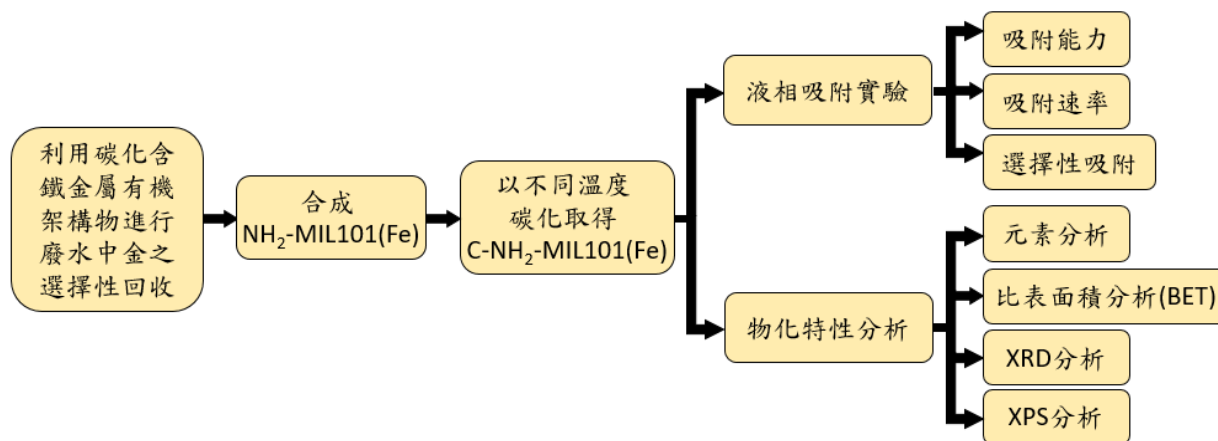 利用碳化含
鐵金屬有機
架構物進行
廢水中金之
選擇性回收
合成
NH₂-MIL101(Fe)
以不同溫度
碳化取得
C-NH₂-MIL101(Fe)
液相吸附實驗
吸附能力
吸附速率
選擇性吸附
物化特性分析
元素分析
比表面積分析(BET)
XRD分析
XPS分析